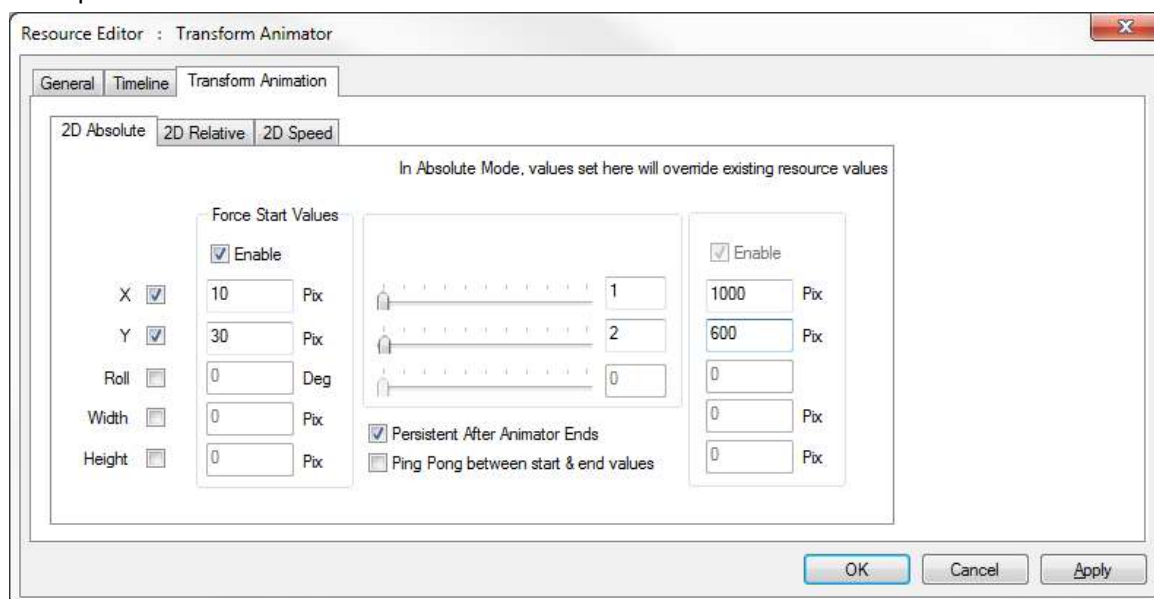 Resource Editor : Transform Animator
X
General Timeline Transform Animation
2D Absolute 2D Relative 2D Speed
In Absolute Mode, values set here will override existing resource values
Force Start Values
Enable Enable
X 10 Pix 1 1000 Pix
Y 30 Pix 2 600 Pix
Roll 0 Deg 0 0
Width 0 Pix 0 Pix
Persistent After Animator Ends
Height 0 Pix Ping Pong between start & end values 0 Pix
OK Cancel Apply